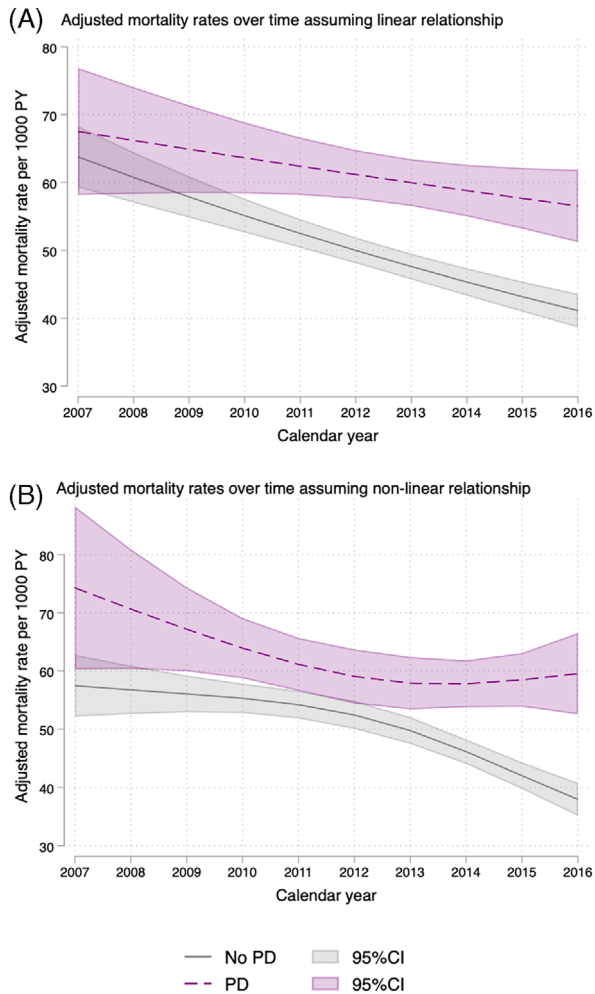 (A) Adjusted mortality rates over time assuming linear relationship
80
70
60
50
40
30
Adjusted mortality rate per 1000 PY
2007 2008 2009 2010 2011 2012 2013 2014 2015 2016
Calendar year
(B) Adjusted mortality rates over time assuming non-linear relationship
80
70
60
50
40
30
Adjusted mortality rate per 1000 PY
2007 2008 2009 2010 2011 2012 2013 2014 2015 2016
Calendar year
No PD 95%CI
PD 95%CI